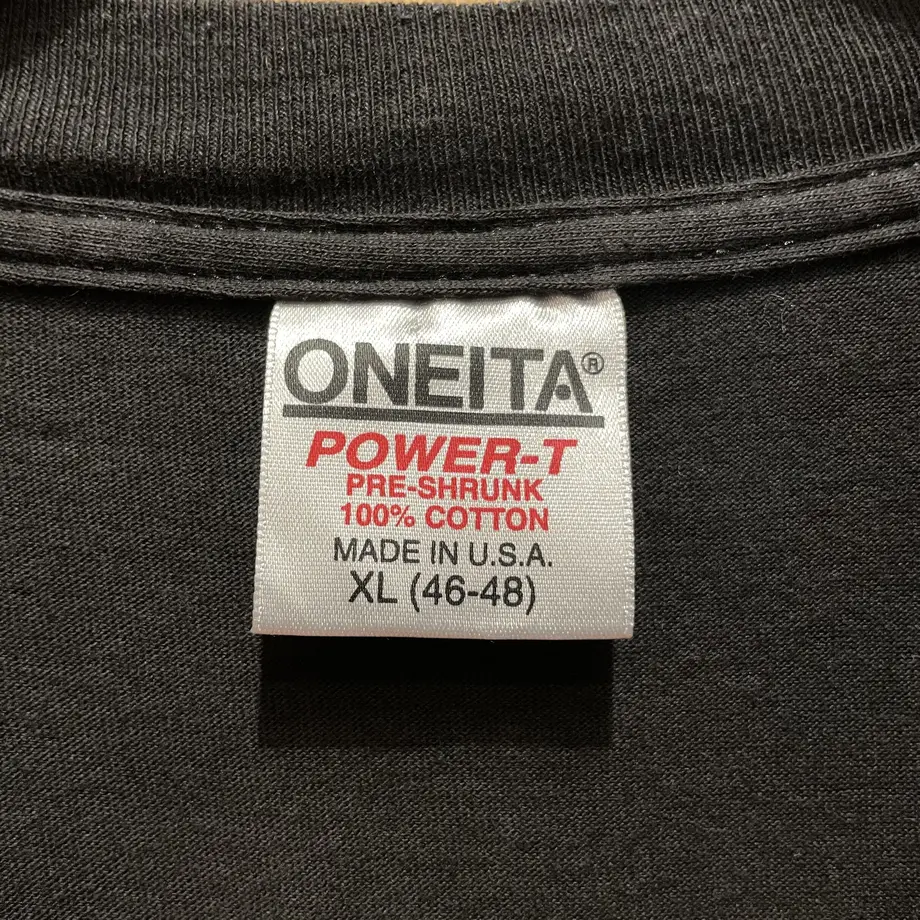 ONEITA®
POWER-T
PRE-SHRUNK
100% COTTON
MADE IN U.S.A.
XL (46-48)